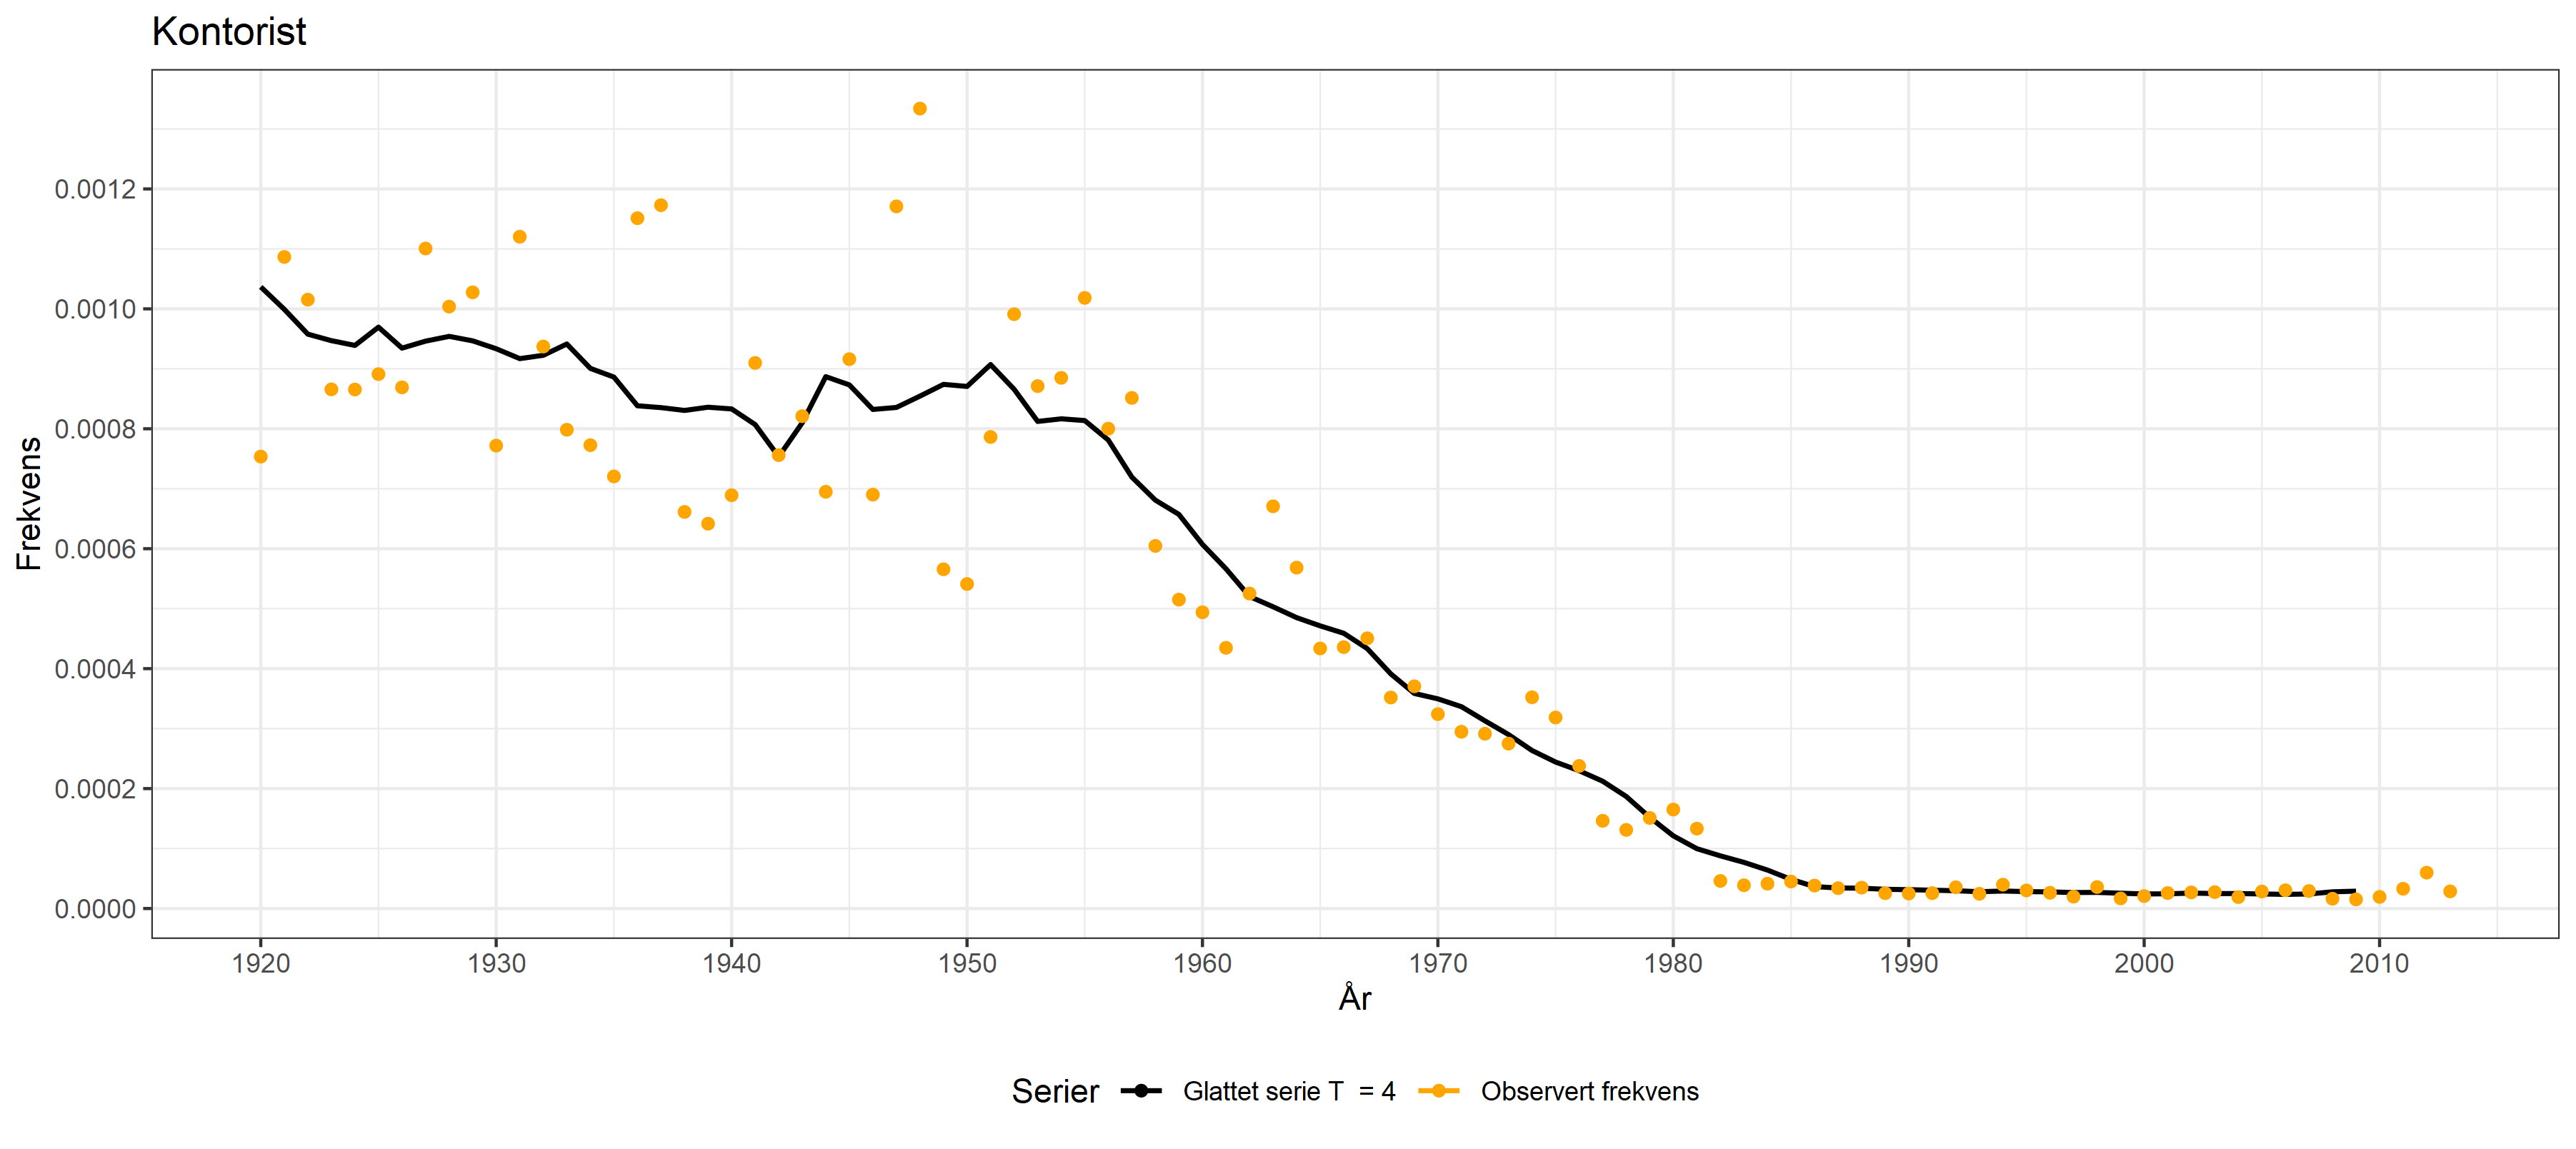 Kontorist
Frekvens
0.0012
0.0010
0.0008
0.0006
0.0004
0.0002
0.0000
1920 1930 1940 1950 1960 1970 1980 1990 2000 2010
År
Serier Glattet serie T = 4 Observert frekvens